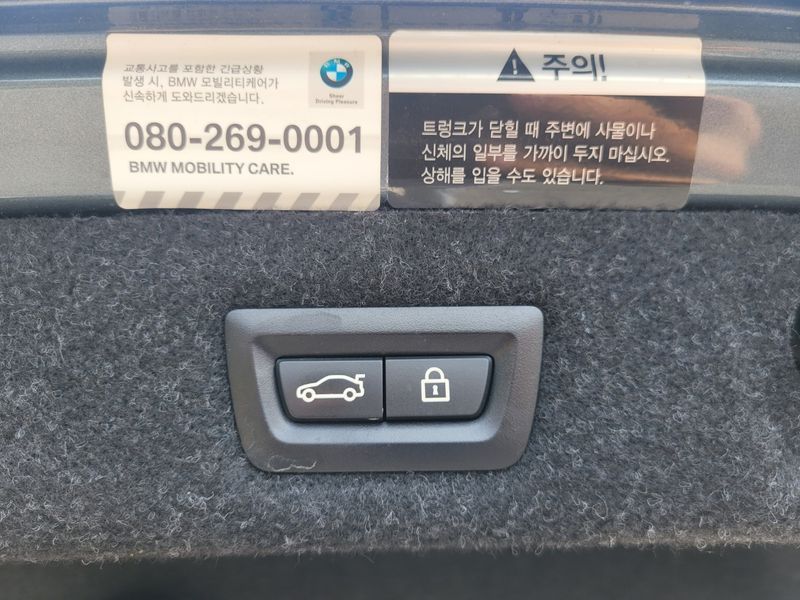 교통사고를 포함한 긴급상황
발생 시, BMW 모빌리티케어가
신속하게 도와드리겠습니다.
BMW
Sheer
Driving Pleasure
080-269-0001
BMW MOBILITY CARE.
주의!
트렁크가 닫힐 때 주변에 사물이나
신체의 일부를 가까이 두지 마십시오.
상해를 입을 수도 있습니다.